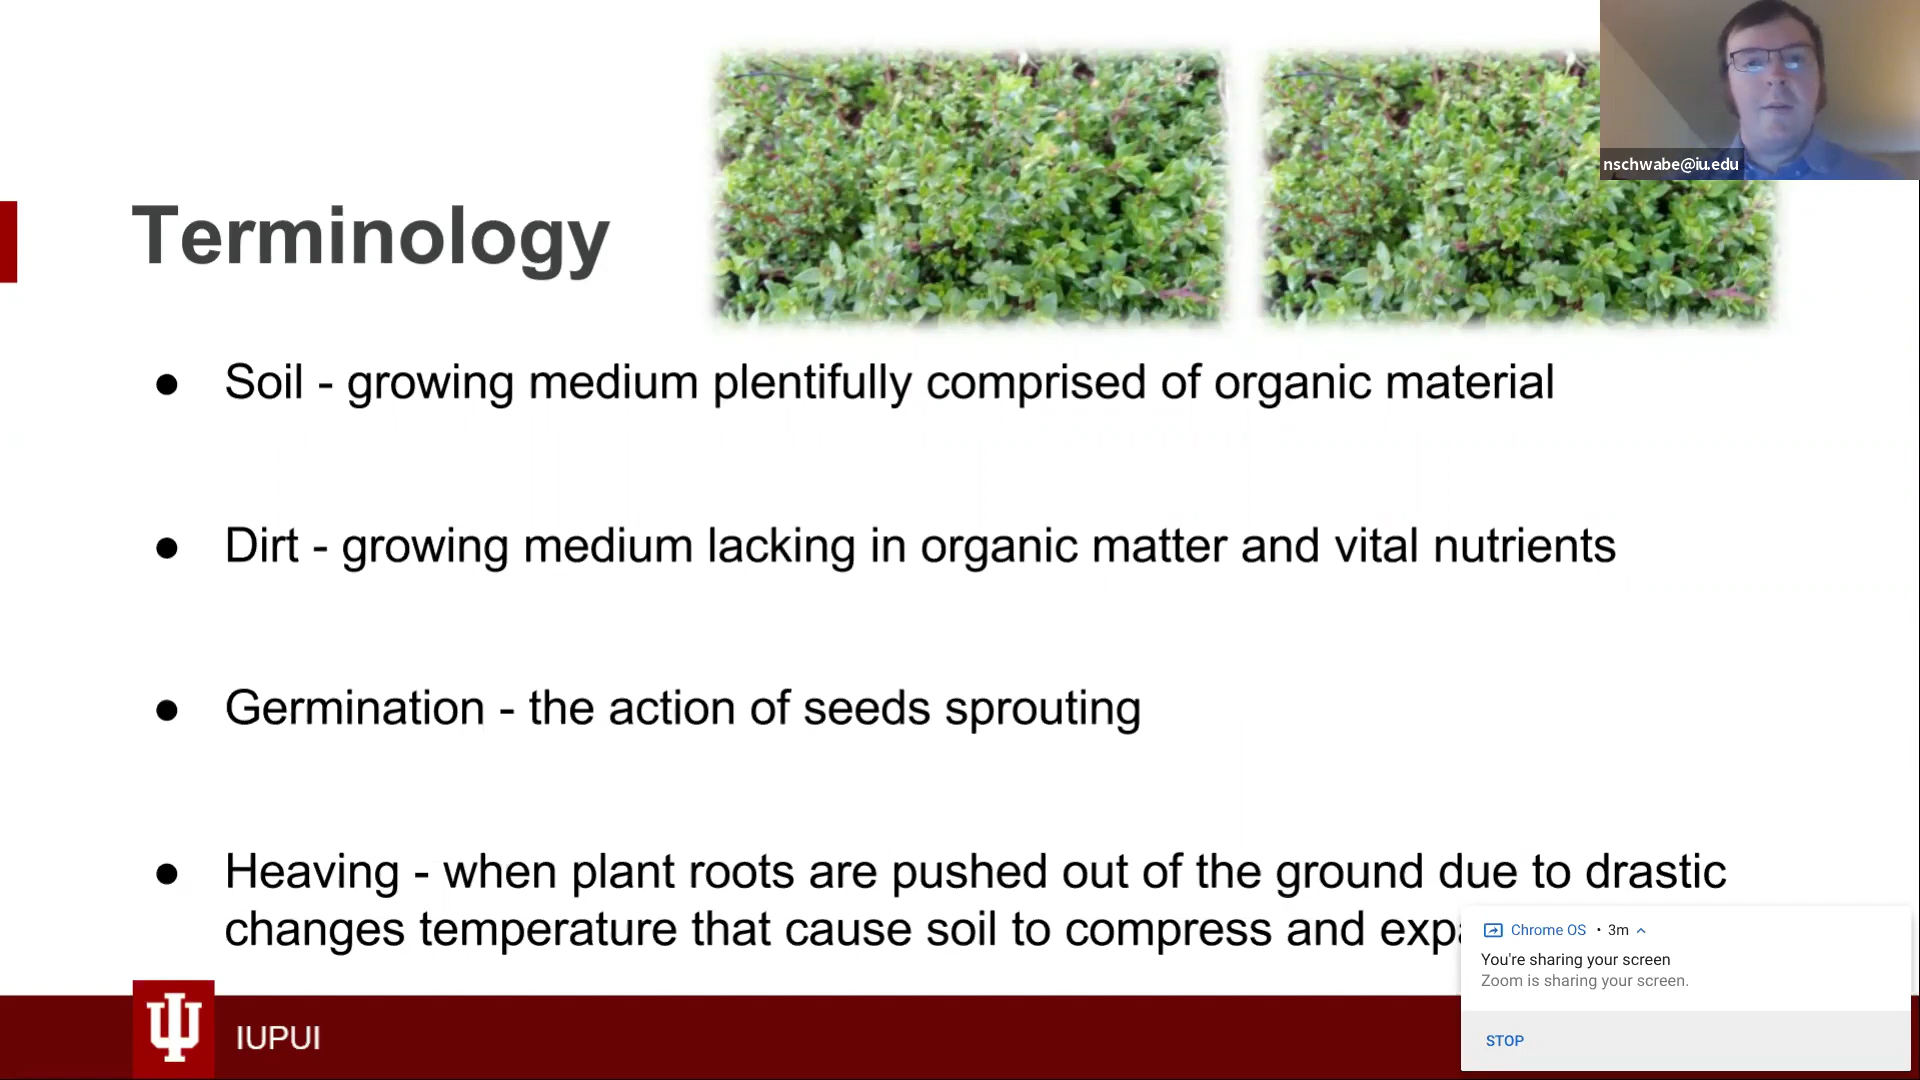 nschwabe@iu.edu
Terminology
● Soil - growing medium plentifully comprised of organic material
● Dirt - growing medium lacking in organic matter and vital nutrients
● Germination - the action of seeds sprouting
● Heaving - when plant roots are pushed out of the ground due to drastic
changes temperature that cause soil to compress and
IUPUI
Chrome OS • 3m
You're sharing your screen
Zoom is sharing your screen.
STOP